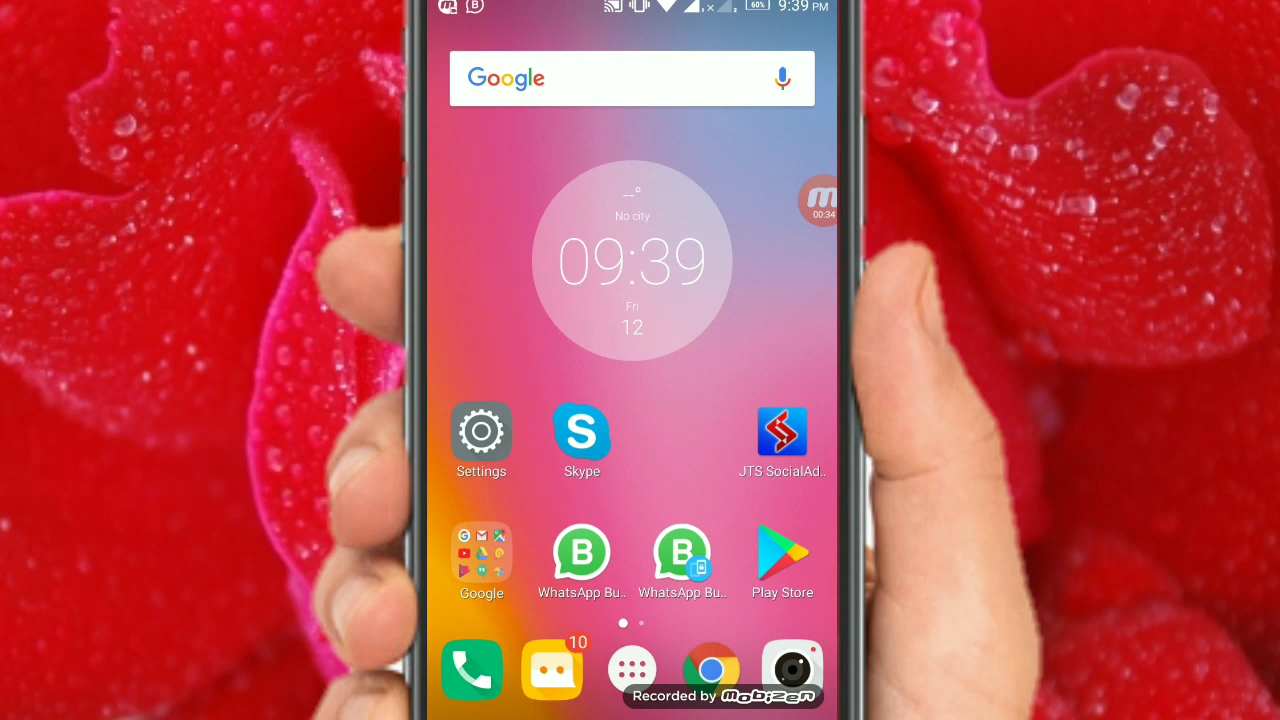 60% 9:39 PM
Google
00:34
_°
No city
09:39
Fri
12
Settings
Skype
JTS SocialAd..
Google
WhatsApp Bu..
WhatsApp Bu..
Play Store
10
Recorded by mobizen